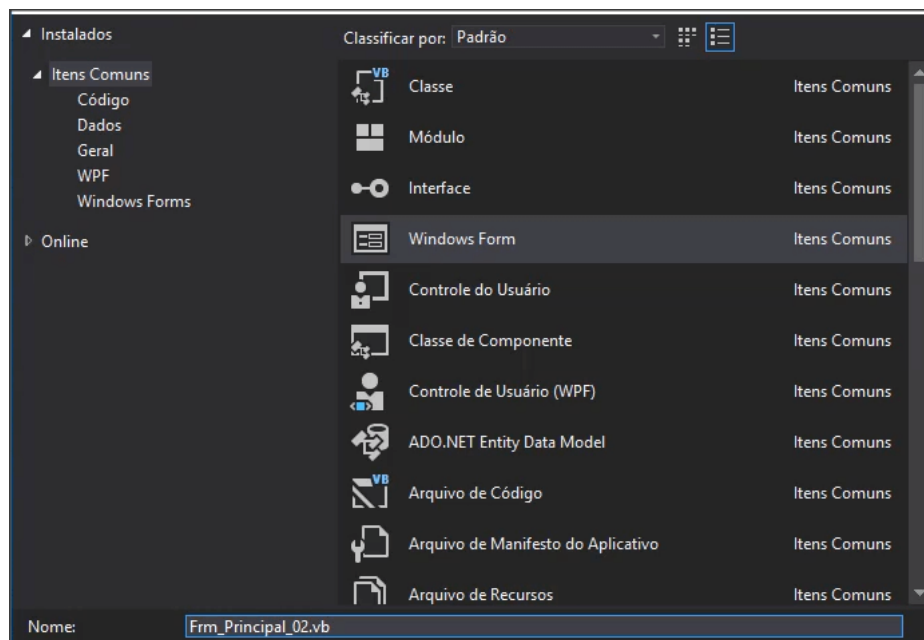 Instalados
Classificar por: Padrão
Itens Comuns
Código
Dados
Geral
WPF
Windows Forms
Online
VB Classe Itens Comuns
Módulo Itens Comuns
Interface Itens Comuns
Windows Form Itens Comuns
Controle do Usuário Itens Comuns
Classe de Componente Itens Comuns
Controle de Usuário (WPF) Itens Comuns
ADO.NET Entity Data Model Itens Comuns
VB Arquivo de Código Itens Comuns
Arquivo de Manifesto do Aplicativo Itens Comuns
Arquivo de Recursos Itens Comuns
Nome: Frm_Principal_02.vb